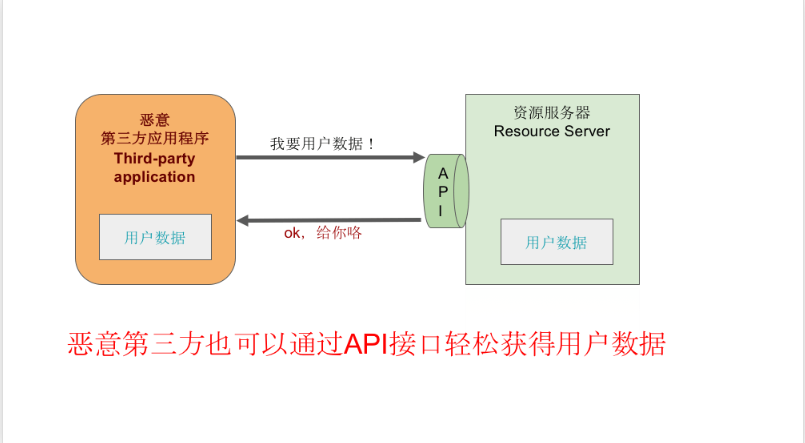 恶意
第三方应用程序
Third-party
application
用户数据
我要用户数据！
ok，给你咯
A
P
I
资源服务器
Resource Server
用户数据
恶意第三方也可以通过API接口轻松获得用户数据